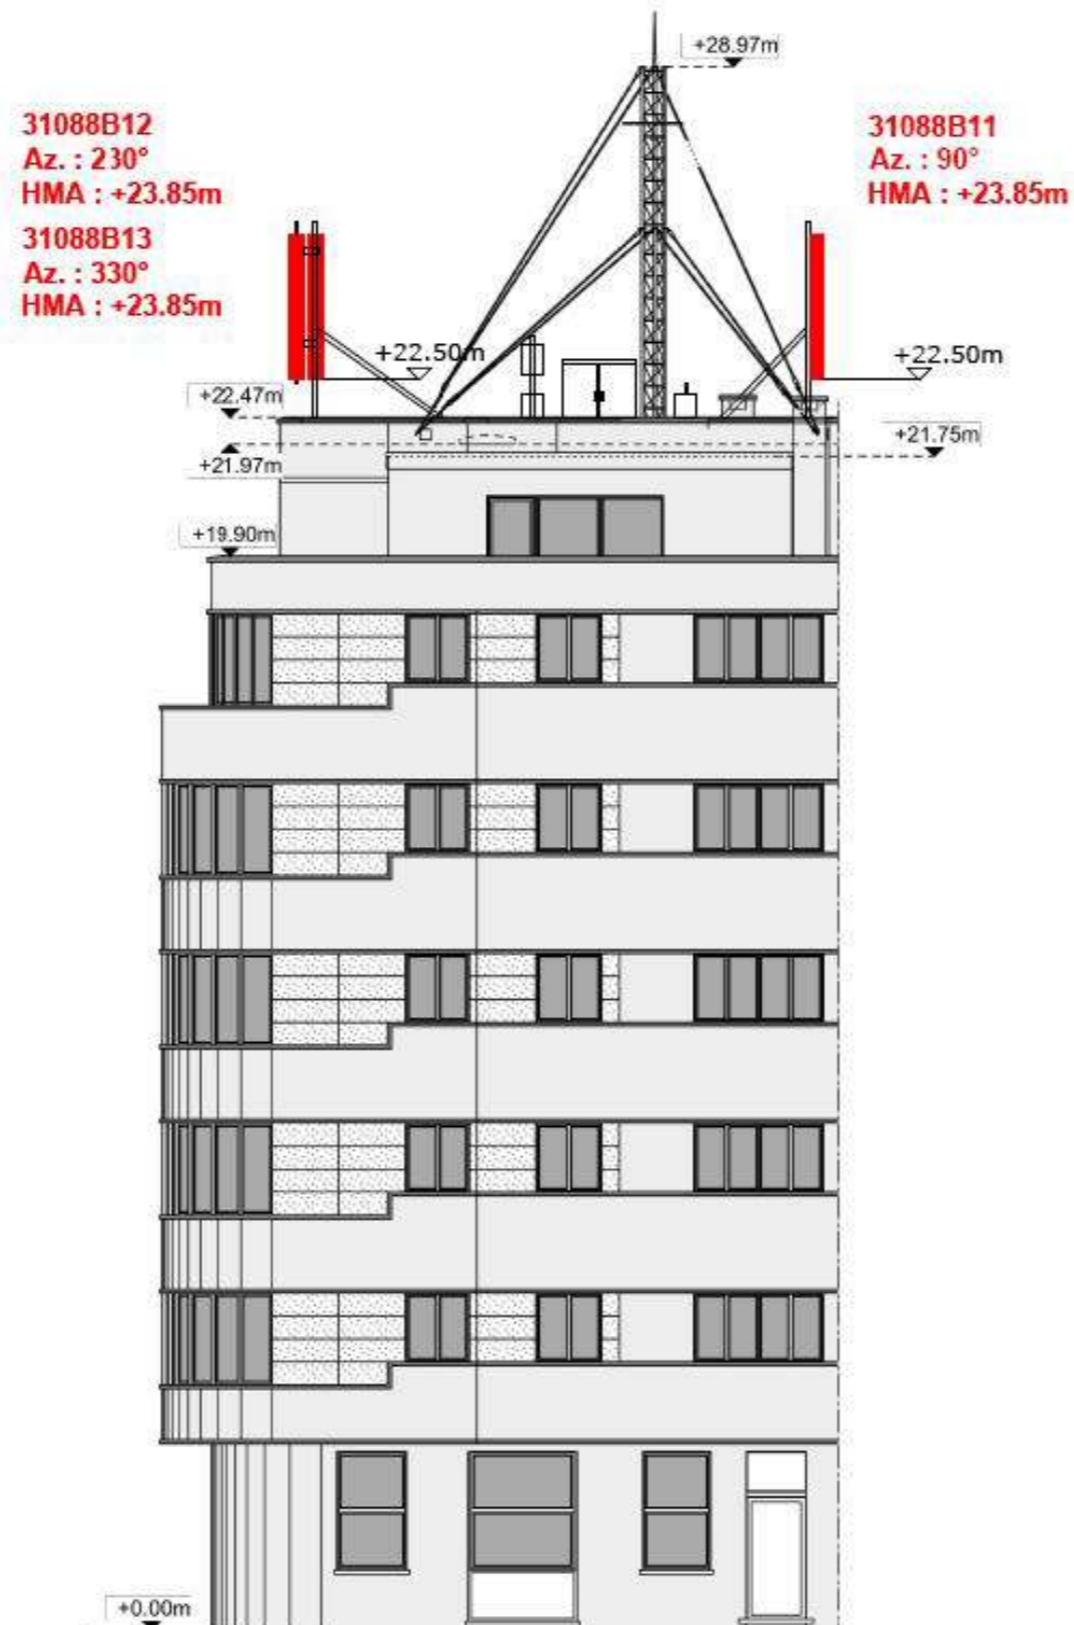 +28.97m
31088B12
Az. : 230°
HMA : +23.85m
31088B13
Az. : 330°
HMA : +23.85m
31088B11
Az. : 90°
HMA : +23.85m
+22.50m
+22.50m
+22.47m
+21.75m
+21.97m
+19.90m
+0.00m